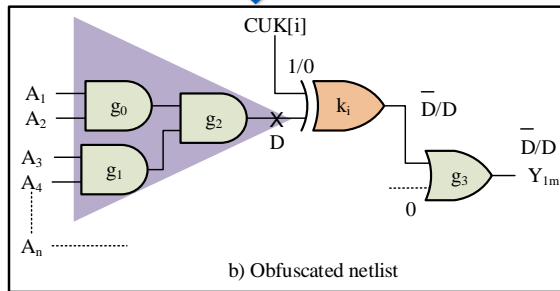 CUK[i]
1/0
A1
A2
A3
A4
An
g0
g1
g2
D
ki
D̅/D
g3
0
D̅/D
Y1m
b) Obfuscated netlist